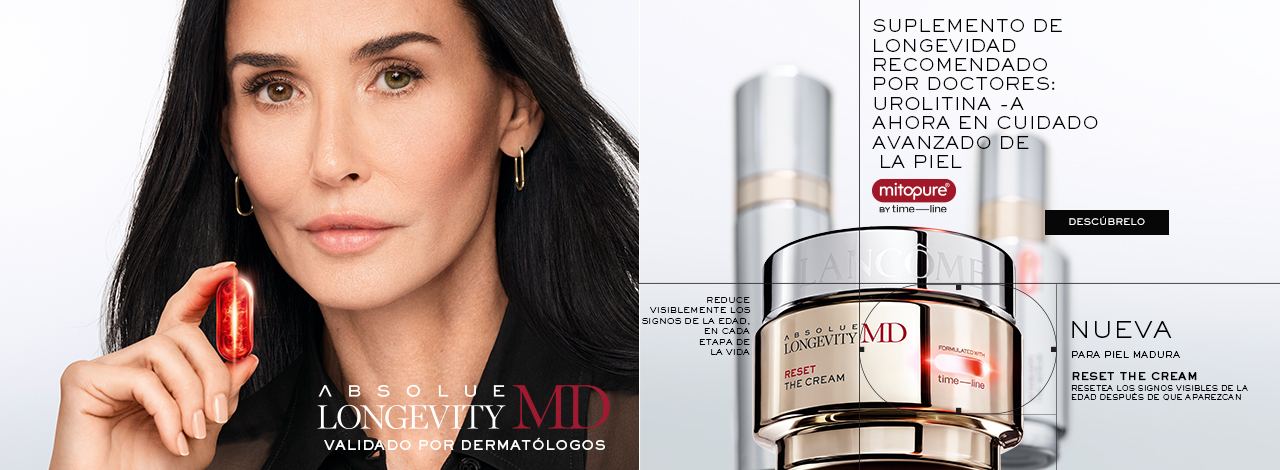 ABSOLUE
LONGEVITY MD
VALIDADO POR DERMATÓLOGOS
SUPLEMENTO DE
LONGEVIDAD
RECOMENDADO
POR DOCTORES:
UROLITINA -A
AHORA EN CUIDADO
AVANZADO DE
LA PIEL
mitopure®
BY time—line
DESCÚBRELO
LANCÔME
REDUCE
VISIBLEMENTE LOS
SIGNOS DE LA EDAD,
EN CADA
ETAPA DE
LA VIDA
ABSOLUE
LONGEVITY MD
RESET
THE CREAM
FORMULATED WITH
time—line
NUEVA
PARA PIEL MADURA
RESET THE CREAM
RESETEA LOS SIGNOS VISIBLES DE LA
EDAD DESPUÉS DE QUE APAREZCAN